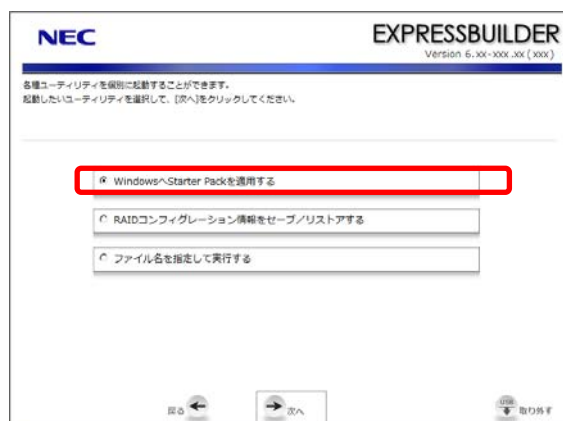 NEC
EXPRESSBUILDER
Version 6.xx-xxx.xx (xxx)
各種ユーティリティを個別に起動することができます。
起動したいユーティリティを選択して、[次へ]をクリックしてください。
WindowsへStarter Packを適用する
RAIDコンフィグレーション情報をセーブ/リストアする
ファイル名を指定して実行する
戻る
次へ
USB
取り外す